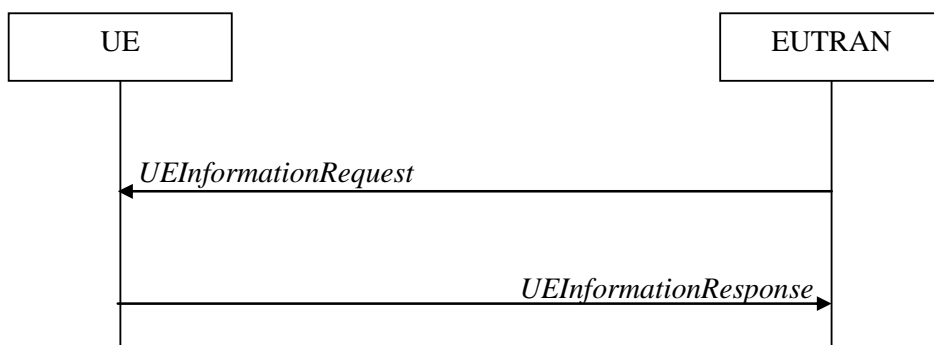 UE
EUTRAN
UEInformationRequest
UEInformationResponse